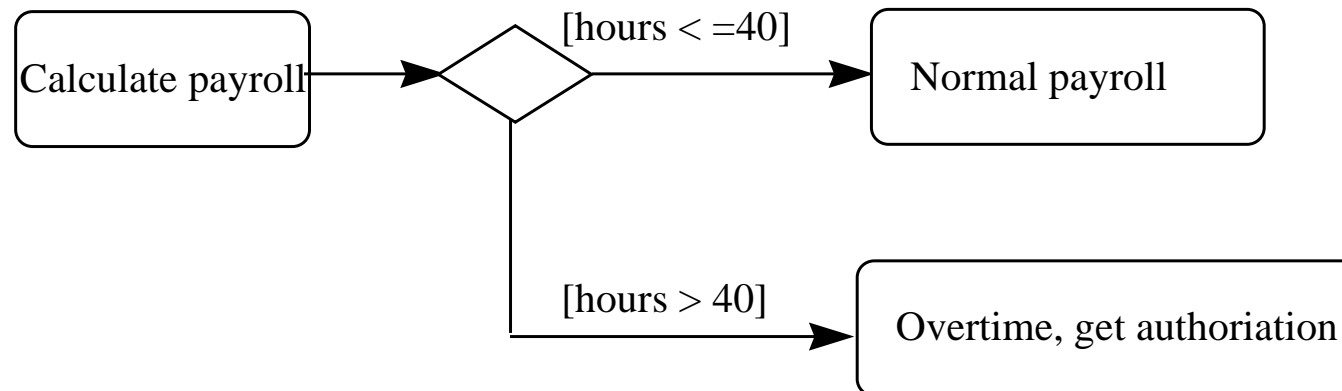 [hours < =40]
Calculate payroll
Normal payroll
[hours > 40]
Overtime, get authoriation